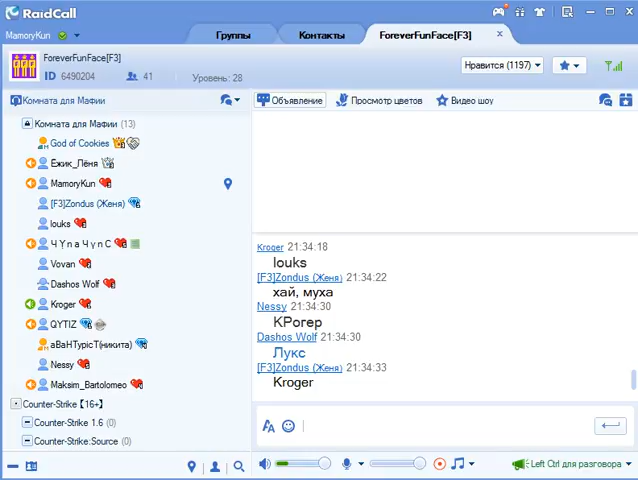 RaidCall
MamoryKun
Группы
Контакты
ForeverFunFace[F3]
ForeverFunFace[F3]
ID 6490204
41
Уровень: 28
Нравится (1197)
Комната для Мафии
Объявление
Просмотр цветов
Видео шоу
Комната для Мафии (13)
God of Cookies
Ежик_Лёня
MamoryKun
[F3]Zondus (Женя)
louks
Ч Ү п а Ч ү п С
Vovan
Dashos Wolf
Kroger
QYTIZ
aBaHTypicT(никита)
Nessy
Maksim_Bartolomeo
Counter-Strike【16+】
Counter-Strike 1.6 (0)
Counter-Strike:Source (0)
Kroger 21:34:18
louks
[F3]Zondus (Женя) 21:34:22
хай, муха
Nessy 21:34:30
КРогер
Dashos Wolf 21:34:30
Лукс
[F3]Zondus (Женя) 21:34:33
Kroger
Left Ctrl для разговора